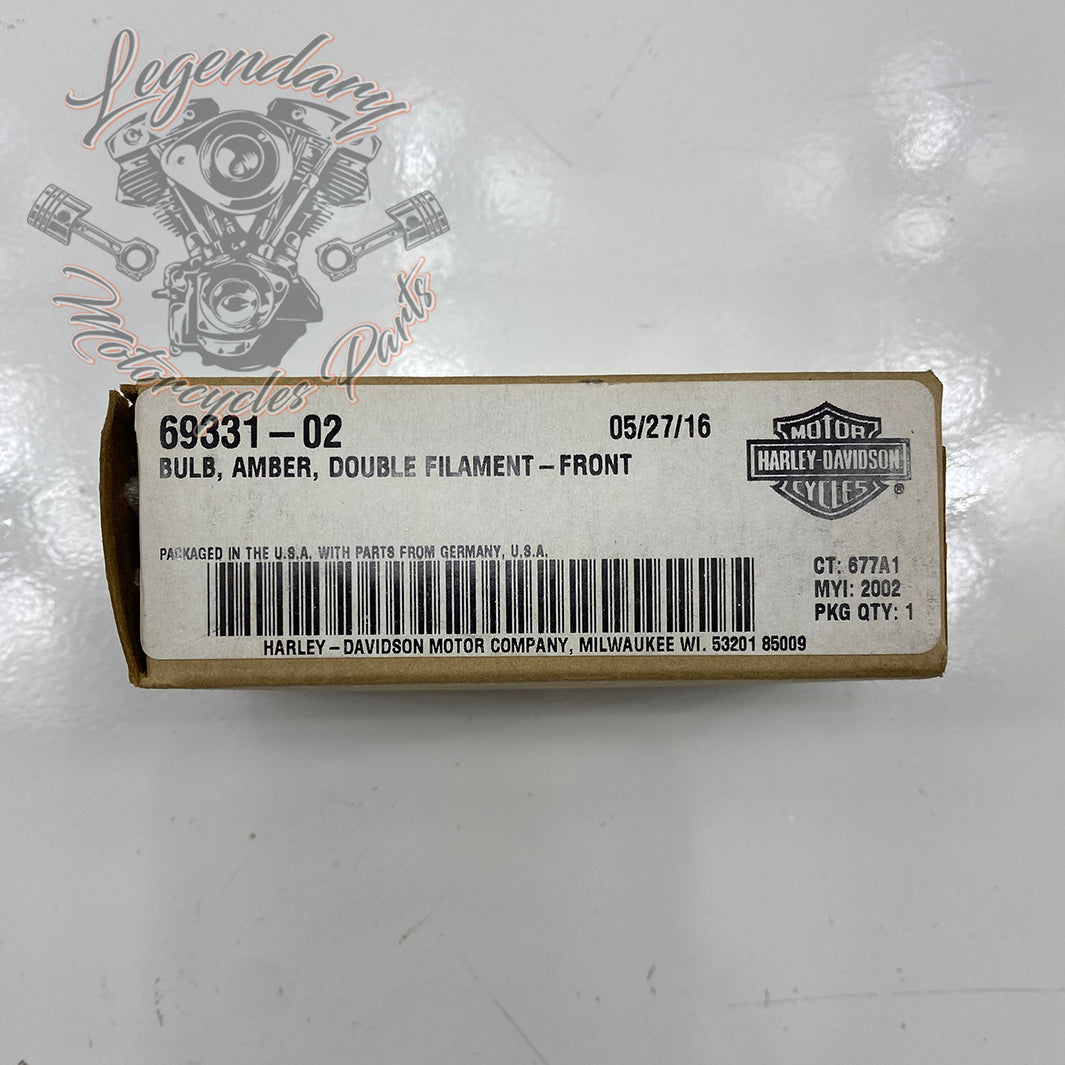 Legendary
Motorcycles Parts
69331-02 05/27/16
BULB, AMBER, DOUBLE FILAMENT-FRONT
MOTOR
HARLEY-DAVIDSON
CYCLES ®
PACKAGED IN THE U.S.A. WITH PARTS FROM GERMANY, U.S.A.
CT: 677A1
MYI: 2002
PKG QTY: 1
HARLEY-DAVIDSON MOTOR COMPANY, MILWAUKEE WI. 53201 85009